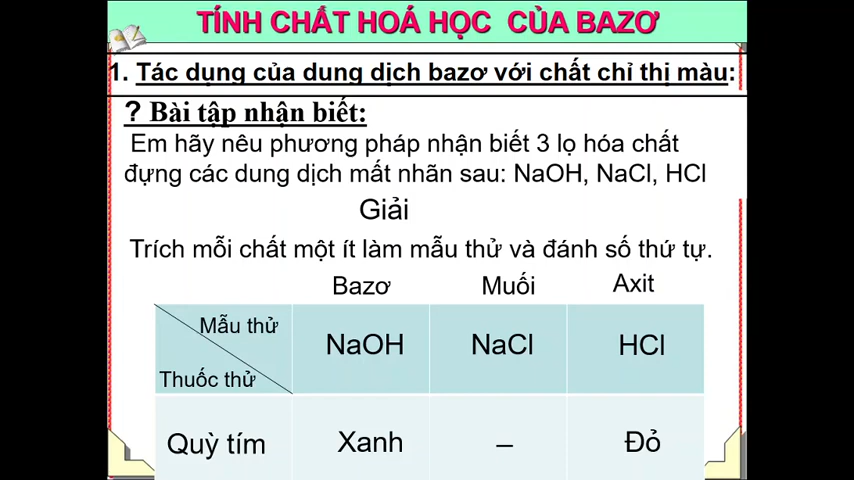 TÍNH CHẤT HOÁ HỌC CỦA BAZƠ
1. Tác dụng của dung dịch bazơ với chất chỉ thị màu:
? Bài tập nhận biết:
Em hãy nêu phương pháp nhận biết 3 lọ hóa chất
đựng các dung dịch mất nhãn sau: NaOH, NaCl, HCl
Giải
Trích mỗi chất một ít làm mẫu thử và đánh số thứ tự.
Bazơ Muối Axit
Mẫu thử
Thuốc thử
NaOH NaCl HCl
Quỳ tím Xanh – Đỏ